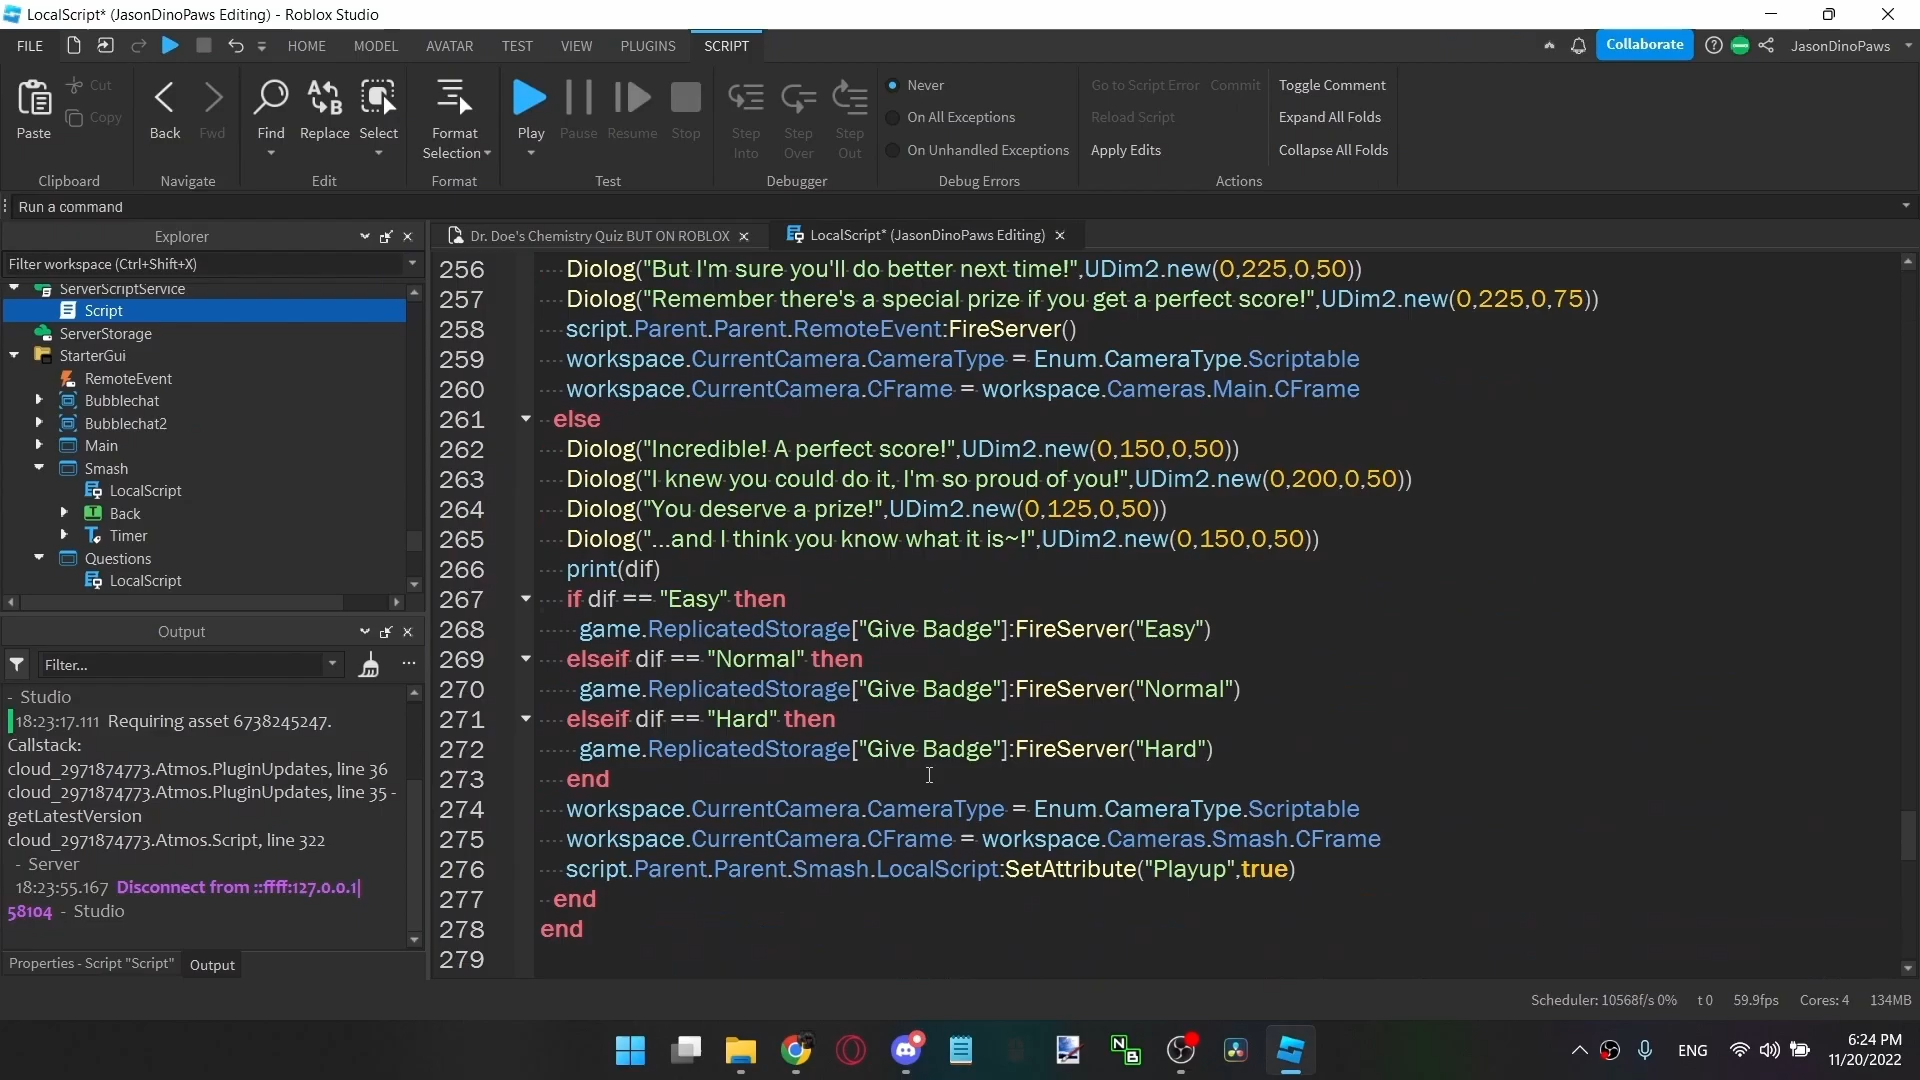 LocalScript* (JasonDinoPaws Editing) - Roblox Studio
FILE HOME MODEL AVATAR TEST VIEW PLUGINS SCRIPT Collaborate JasonDinoPaws
Paste Cut Copy
Back Fwd
Find Replace Select
Format Selection
Play Pause Resume Stop
Step Into Step Over Step Out
Never
On All Exceptions
On Unhandled Exceptions
Go to Script Error Commit
Reload Script
Apply Edits
Toggle Comment
Expand All Folds
Collapse All Folds
Clipboard Navigate Edit Format Test Debugger Debug Errors Actions
Run a command
Explorer
Filter workspace (Ctrl+Shift+X)
ServerScriptService
Script
ServerStorage
StarterGui
RemoteEvent
Bubblechat
Bubblechat2
Main
Smash
LocalScript
Back
Timer
Questions
LocalScript
Output
Filter...
- Studio
18:23:17.111 Requiring asset 6738245247.
Callstack:
cloud_2971874773.Atmos.PluginUpdates, line 36
cloud_2971874773.Atmos.PluginUpdates, line 35 -
getLatestVersion
cloud_2971874773.Atmos.Script, line 322
- Server
18:23:55.167 Disconnect from ::ffff:127.0.0.1|
58104 - Studio
Properties - Script "Script" Output
Dr. Doe's Chemistry Quiz BUT ON ROBLOX LocalScript* (JasonDinoPaws Editing)
256 Diolog("But I'm sure you'll do better next time!",UDim2.new(0,225,0,50))
257 Diolog("Remember there's a special prize if you get a perfect score!",UDim2.new(0,225,0,75))
258 script.Parent.Parent.RemoteEvent:FireServer()
259 workspace.CurrentCamera.CameraType = Enum.CameraType.Scriptable
260 workspace.CurrentCamera.CFrame = workspace.Cameras.Main.CFrame
261 else
262 Diolog("Incredible! A perfect score!",UDim2.new(0,150,0,50))
263 Diolog("I knew you could do it, I'm so proud of you!",UDim2.new(0,200,0,50))
264 Diolog("You deserve a prize!",UDim2.new(0,125,0,50))
265 Diolog("...and I think you know what it is~!",UDim2.new(0,150,0,50))
266 print(dif)
267 if dif == "Easy" then
268 game.ReplicatedStorage["Give Badge"]:FireServer("Easy")
269 elseif dif == "Normal" then
270 game.ReplicatedStorage["Give Badge"]:FireServer("Normal")
271 elseif dif == "Hard" then
272 game.ReplicatedStorage["Give Badge"]:FireServer("Hard")
273 end
274 workspace.CurrentCamera.CameraType = Enum.CameraType.Scriptable
275 workspace.CurrentCamera.CFrame = workspace.Cameras.Smash.CFrame
276 script.Parent.Parent.Smash.LocalScript:SetAttribute("Playup",true)
277 end
278 end
279
Scheduler: 10568f/s 0% t 0 59.9fps Cores: 4 134MB
N B
ENG
6:24 PM
11/20/2022